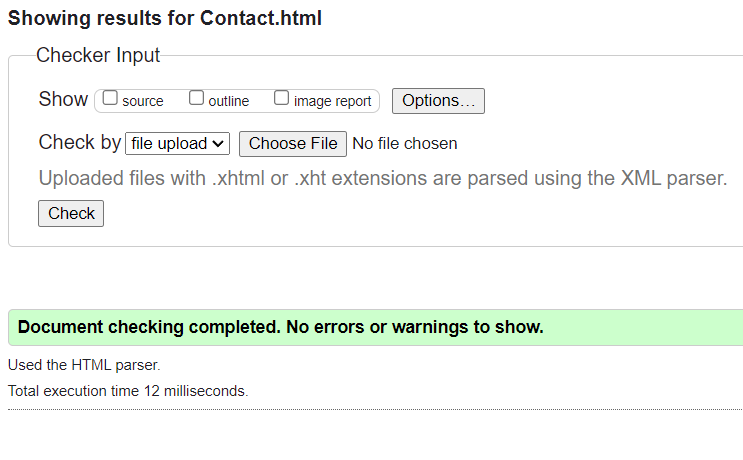 Showing results for Contact.html
Checker Input
Show source outline image report Options...
Check by file upload Choose File No file chosen
Uploaded files with .xhtml or .xht extensions are parsed using the XML parser.
Check
Document checking completed. No errors or warnings to show.
Used the HTML parser.
Total execution time 12 milliseconds.